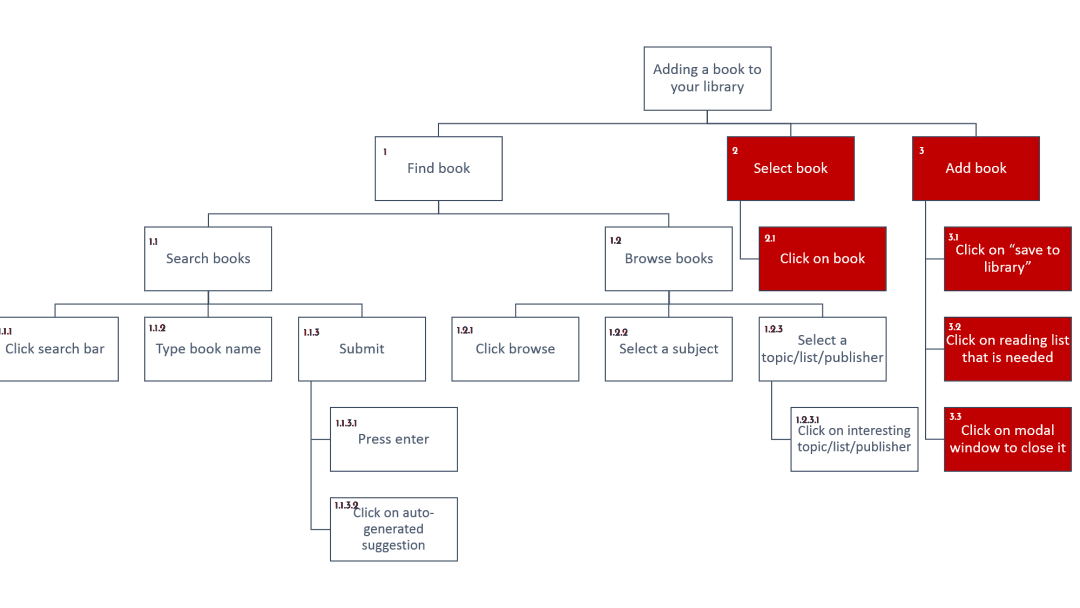 Adding a book to
your library
1
Find book
2
Select book
3
Add book
1.1
Search books
1.2
Browse books
2.1
Click on book
3.1
Click on “save to
library”
1.1.1
Click search bar
1.1.2
Type book name
1.1.3
Submit
1.2.1
Click browse
1.2.2
Select a subject
1.2.3
Select a
topic/list/publisher
3.2
Click on reading list
that is needed
1.1.3.1
Press enter
1.2.3.1
Click on interesting
topic/list/publisher
3.3
Click on modal
window to close it
1.1.3.2
Click on auto-
generated
suggestion